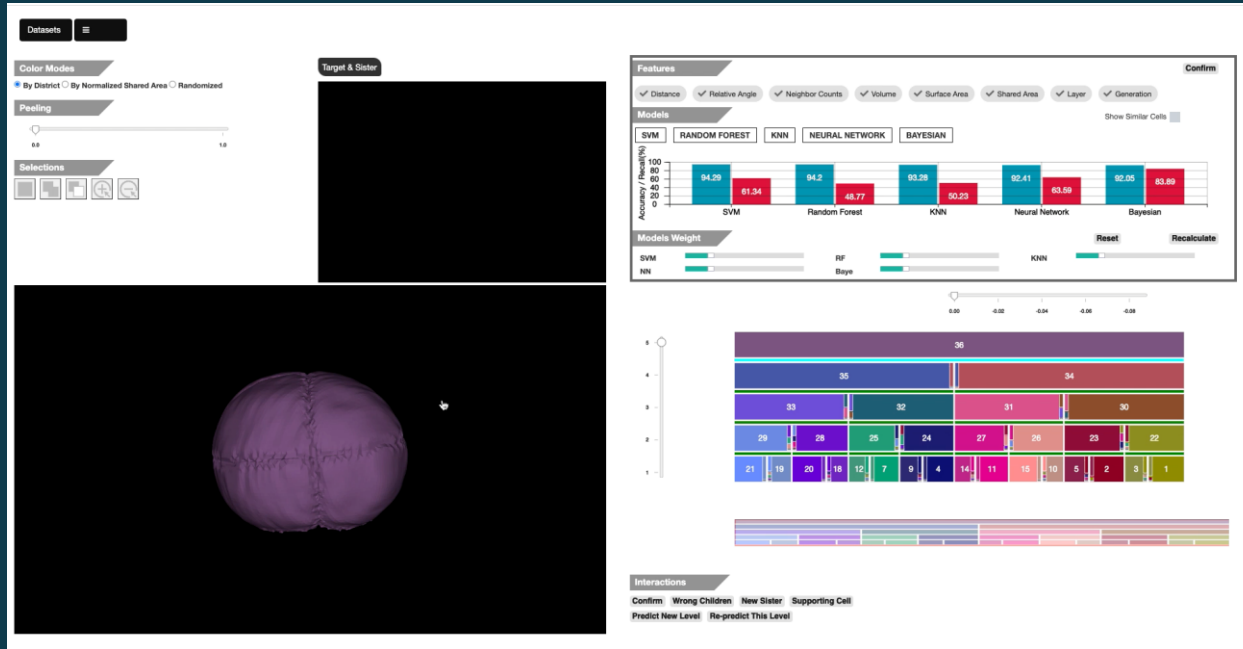 Datasets ≡
Color Modes
By District By Normalized Shared Area Randomized
Peeling
0.0 1.0
Selections
Target & Sister
Features Confirm
Distance Relative Angle Neighbor Counts Volume Surface Area Shared Area Layer Generation
Models Show Similar Cells
SVM RANDOM FOREST KNN NEURAL NETWORK BAYESIAN
Accuracy / Recall(%)
100
80
60
40
20
0
94.29 61.34 94.2 48.77 93.28 50.23 92.41 63.59 92.05 83.89
SVM Random Forest KNN Neural Network Bayesian
Models Weight Reset Recalculate
SVM RF KNN
NN Baye
0.00 -0.02 -0.04 -0.06 -0.08
5 36
4 35 34
3 33 32 31 30
2 29 28 25 24 27 26 23 22
1 21 19 20 18 12 7 9 4 14 11 15 10 5 2 3 1
Interactions
Confirm Wrong Children New Sister Supporting Cell
Predict New Level Re-predict This Level